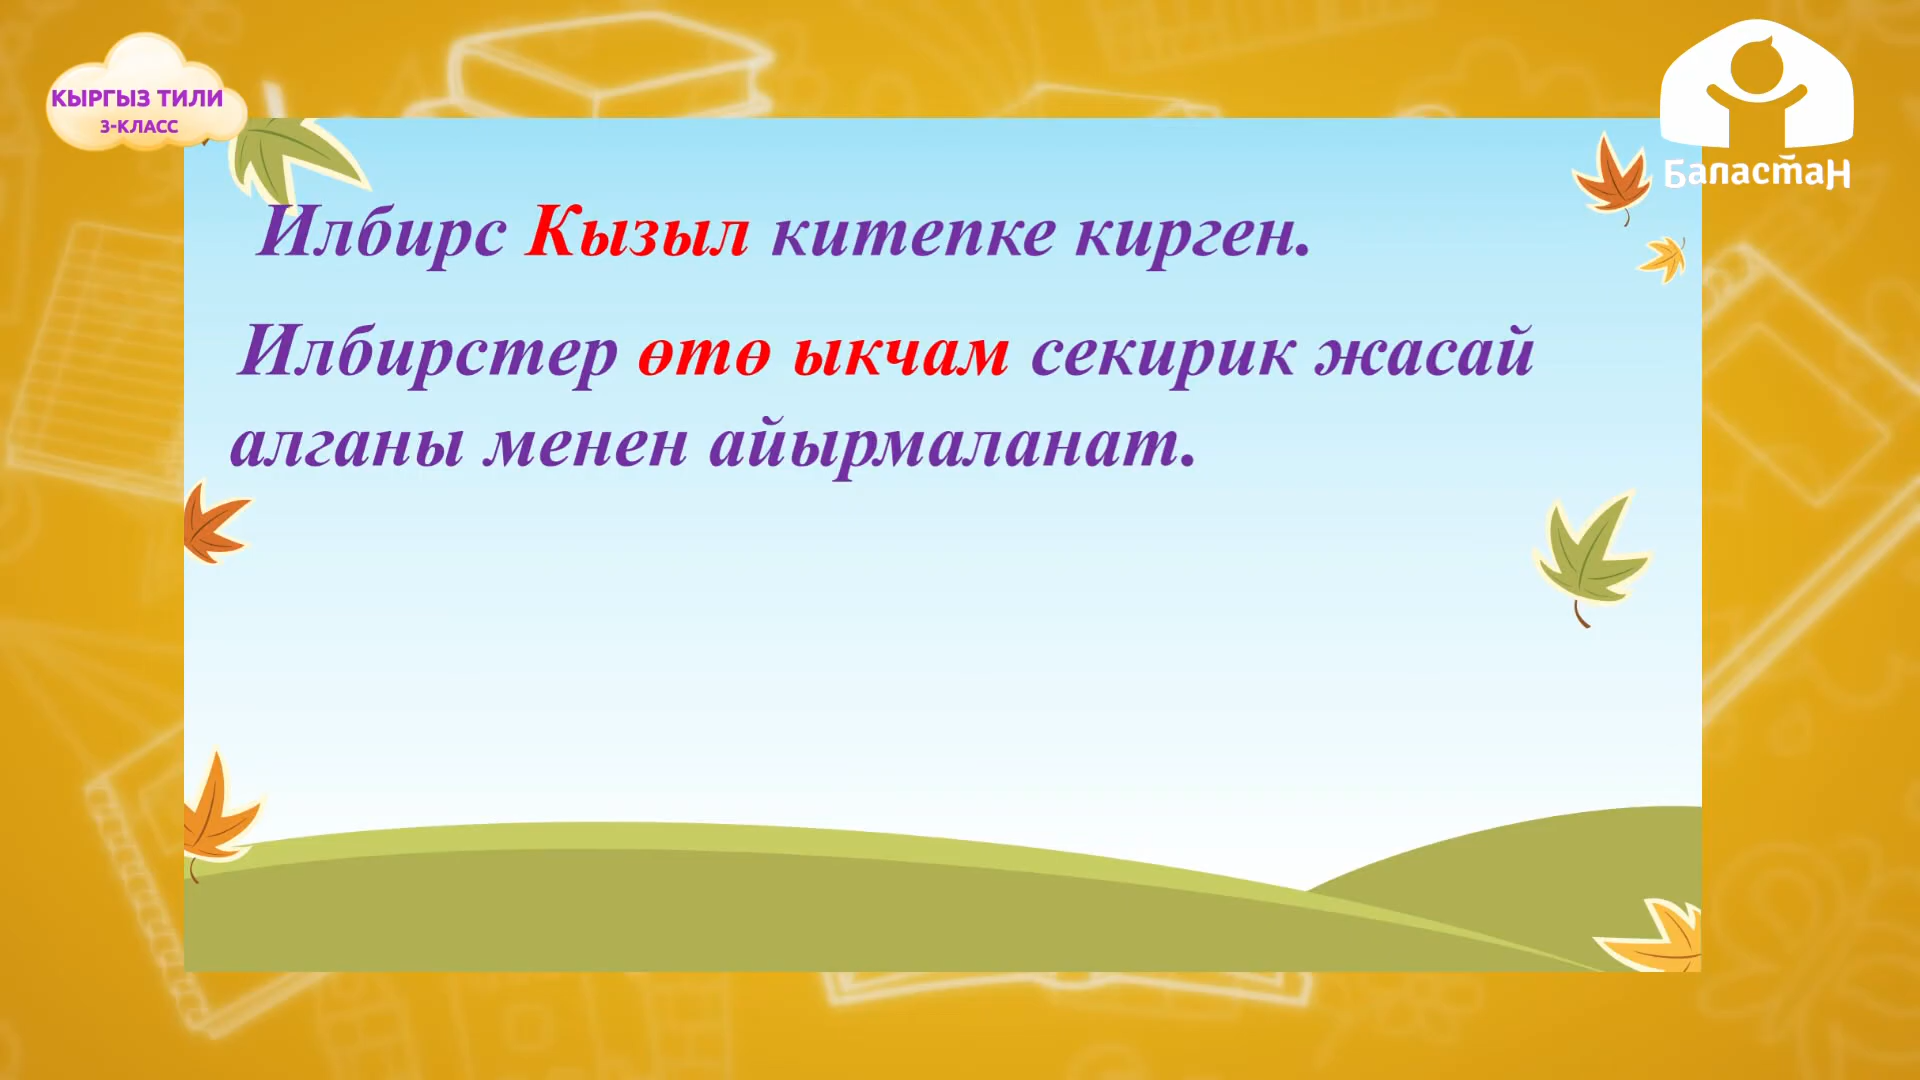 КЫРГЫЗ ТИЛИ
3-КЛАСС
Баластан
Илбирс Кызыл китепке кирген.
Илбирстер өтө ыкчам секирик жасай
алганы менен айырмаланат.